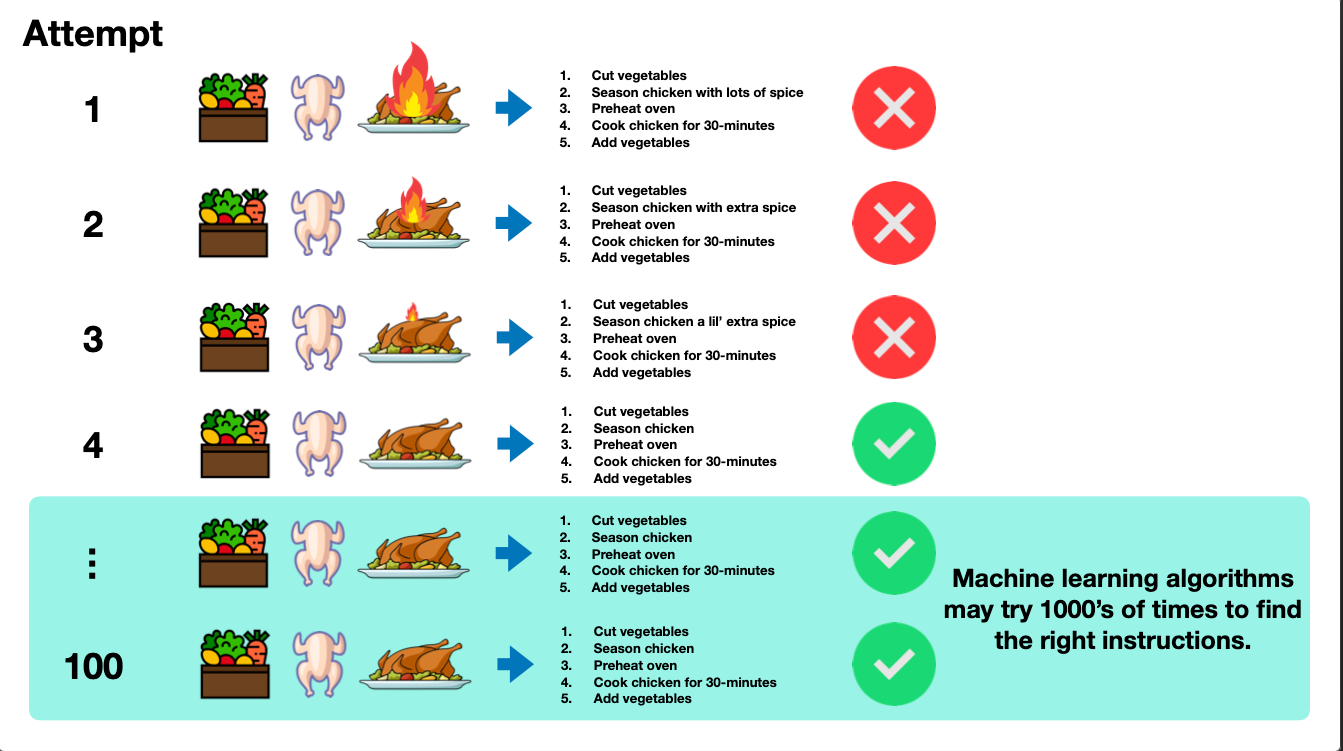 Attempt
1
1. Cut vegetables
2. Season chicken with lots of spice
3. Preheat oven
4. Cook chicken for 30-minutes
5. Add vegetables
2
1. Cut vegetables
2. Season chicken with extra spice
3. Preheat oven
4. Cook chicken for 30-minutes
5. Add vegetables
3
1. Cut vegetables
2. Season chicken a lil’ extra spice
3. Preheat oven
4. Cook chicken for 30-minutes
5. Add vegetables
4
1. Cut vegetables
2. Season chicken
3. Preheat oven
4. Cook chicken for 30-minutes
5. Add vegetables
⋮
1. Cut vegetables
2. Season chicken
3. Preheat oven
4. Cook chicken for 30-minutes
5. Add vegetables
100
1. Cut vegetables
2. Season chicken
3. Preheat oven
4. Cook chicken for 30-minutes
5. Add vegetables
Machine learning algorithms
may try 1000’s of times to find
the right instructions.